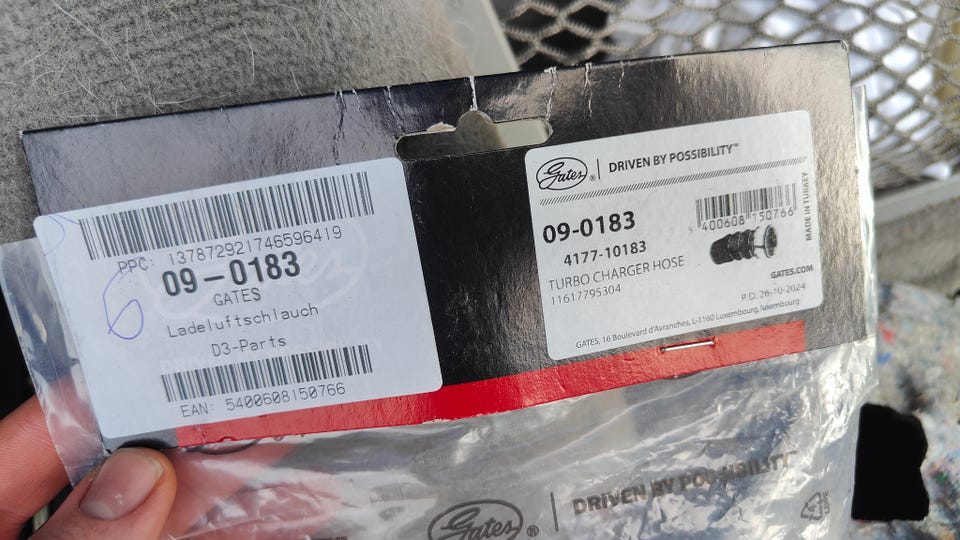 PPC: 137872921746596419
09-0183
GATES
Ladeluftschlauch
D3-Parts
EAN: 5400608150766
6
Gates ® DRIVEN BY POSSIBILITY™
09-0183
4177-10183
TURBO CHARGER HOSE
11617795304
5 400608 150766
MADE IN TURKEY
GATES.COM
P.D. 26-10-2024
GATES, 16 Boulevard d'Avranches, L-1160 Luxembourg, luxembourg
Gates ® DRIVEN BY POSSIBILITY™